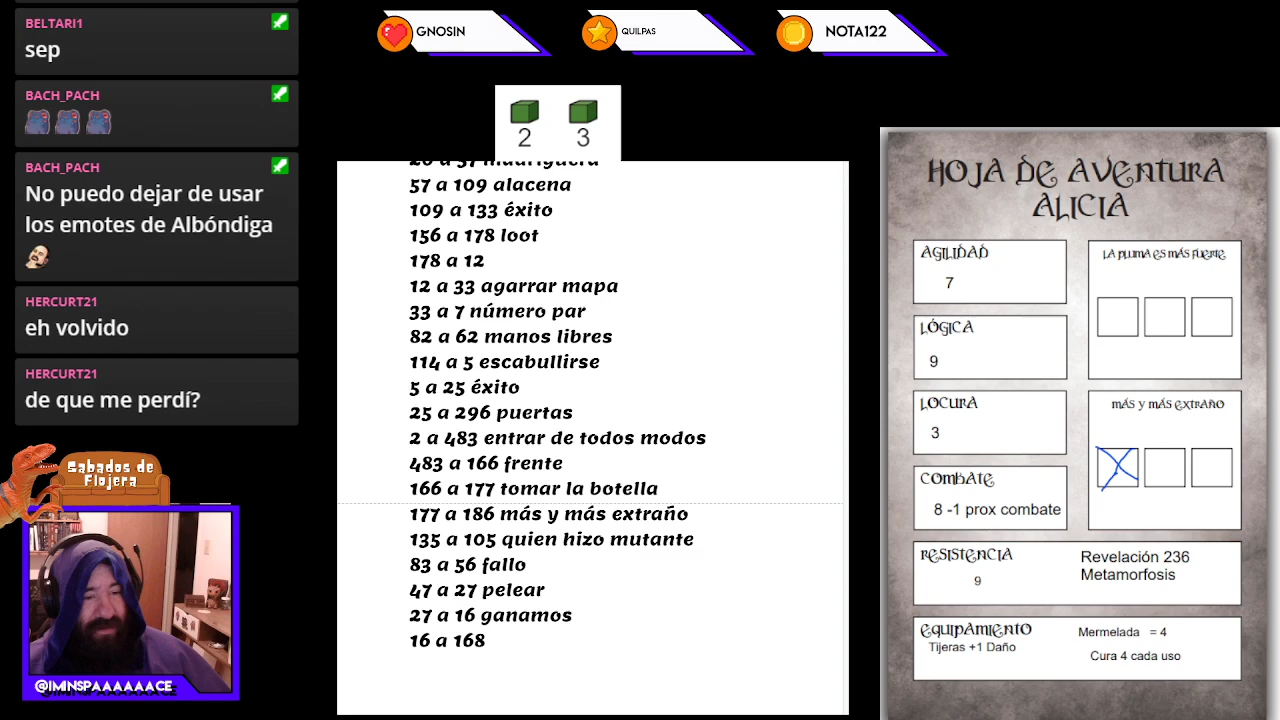 BELTARI1
sep
BACH_PACH
BACH_PACH
No puedo dejar de usar
los emotes de Albóndiga
HERCURT21
eh volvido
HERCURT21
de que me perdí?
Sabados de
Flojera
@IMINSPAAAAAACE
GNOSIN
QUILPAS
NOTA122
2 3
57 a 109 alacena
109 a 133 éxito
156 a 178 loot
178 a 12
12 a 33 agarrar mapa
33 a 7 número par
82 a 62 manos libres
114 a 5 escabullirse
5 a 25 éxito
25 a 296 puertas
2 a 483 entrar de todos modos
483 a 166 frente
166 a 177 tomar la botella
177 a 186 más y más extraño
135 a 105 quien hizo mutante
83 a 56 fallo
47 a 27 pelear
27 a 16 ganamos
16 a 168
HOJA DE AVENTURA
ALICIA
AGILIDAD
7
LÓGICA
9
LOCURA
3
COMBATE
8 -1 prox combate
LA PLUMA ES MÁS FUERTE
MÁS Y MÁS EXTRAÑO
RESISTENCIA
9
Revelación 236
Metamorfosis
EQUIPAMIENTO
Tijeras +1 Daño
Mermelada = 4
Cura 4 cada uso